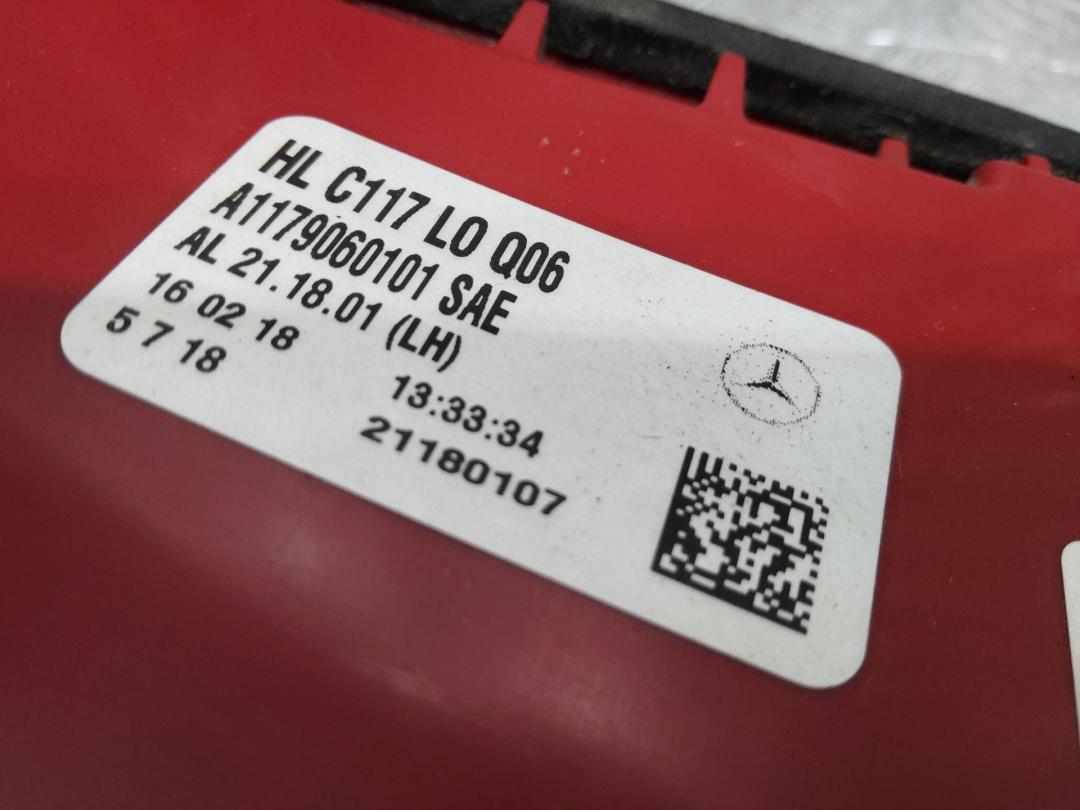 HL C117 LO Q06
A1179060101 SAE
AL 21.18.01 (LH)
16 02 18 13:33:34
5 7 18 21180107